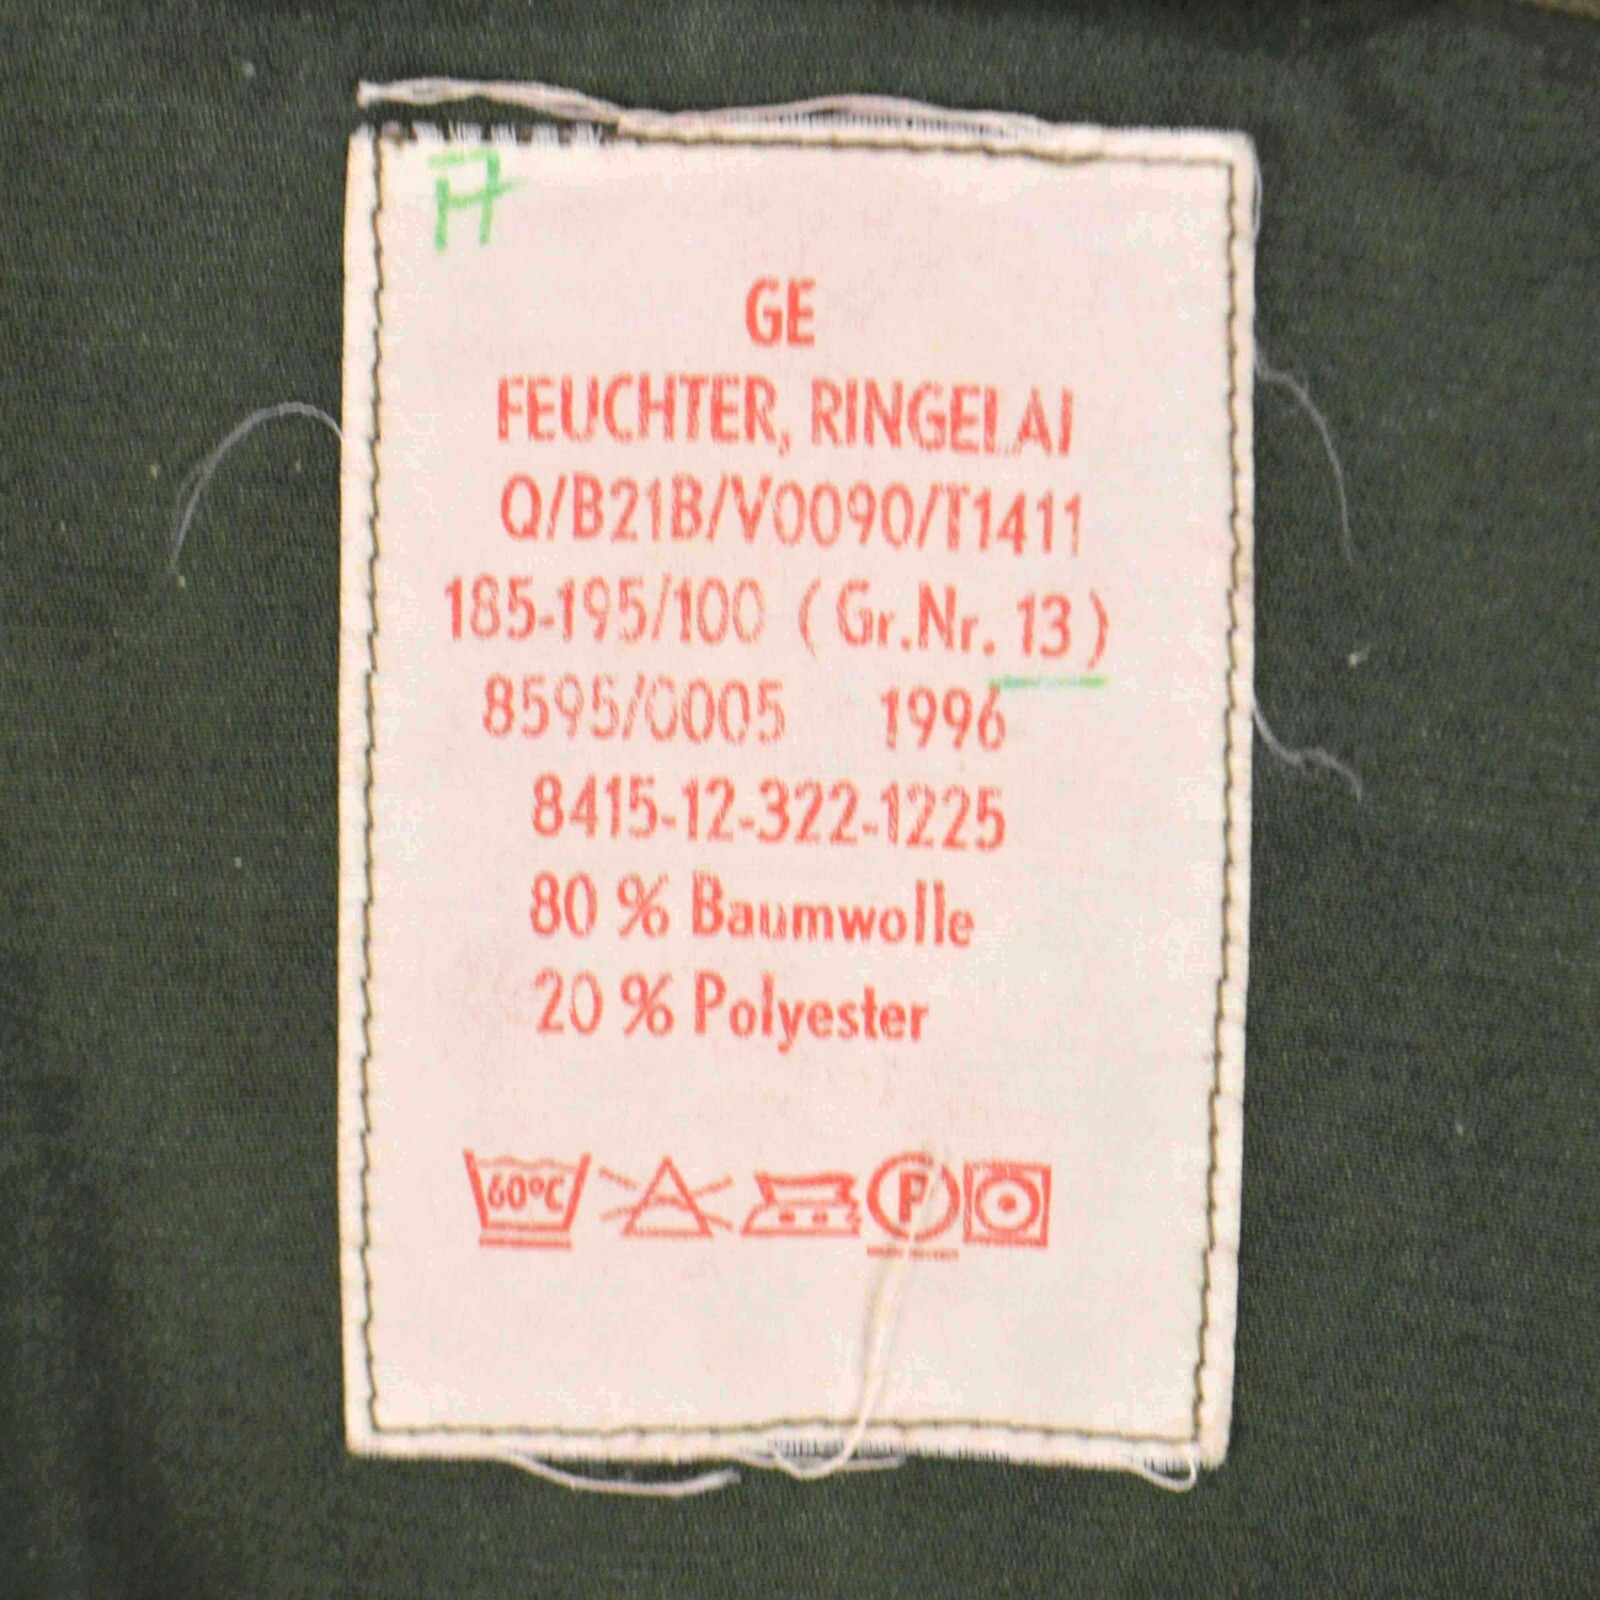 GE
FEUCHTER, RINGELAI
Q/B21B/V0090/T1411
185-195/100 (Gr.Nr. 13)
8595/0005 1996
8415-12-322-1225
80 % Baumwolle
20 % Polyester
60°C P